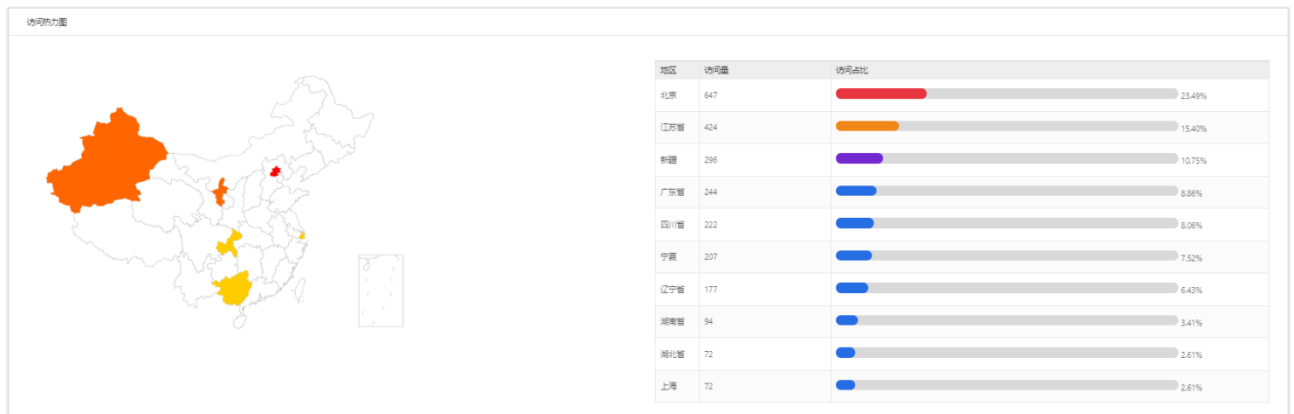 访问热力图
地区 访问量 访问占比
北京 647 23.49%
江苏省 424 15.40%
新疆 296 10.75%
广东省 244 8.86%
四川省 222 8.06%
宁夏 207 7.52%
辽宁省 177 6.43%
湖南省 94 3.41%
湖北省 72 2.61%
上海 72 2.61%